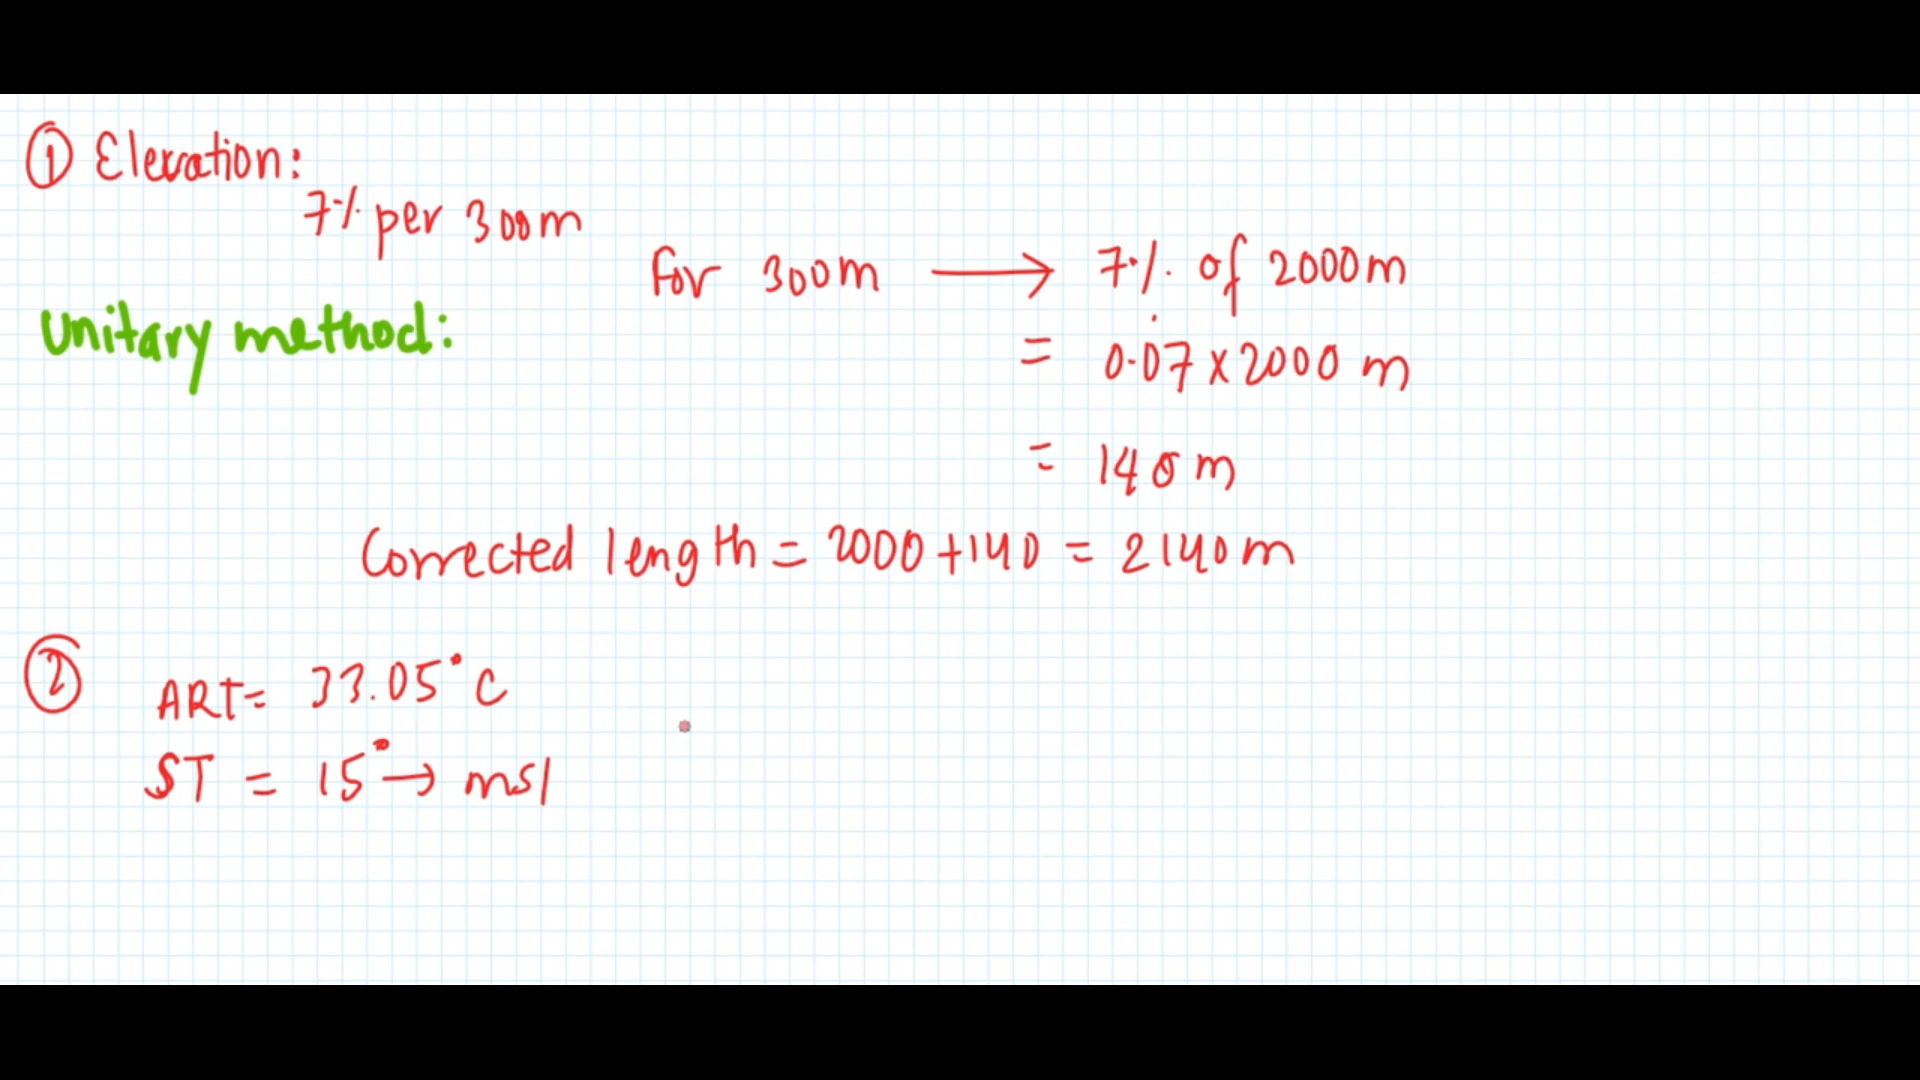 ① Elevation:
7% per 300m
for 300m → 7% of 2000m
Unitary method:
= 0.07 x 2000 m
= 140 m
Corrected length = 2000 + 140 = 2140m
②
ART = 33.05°C
ST = 15° → msl